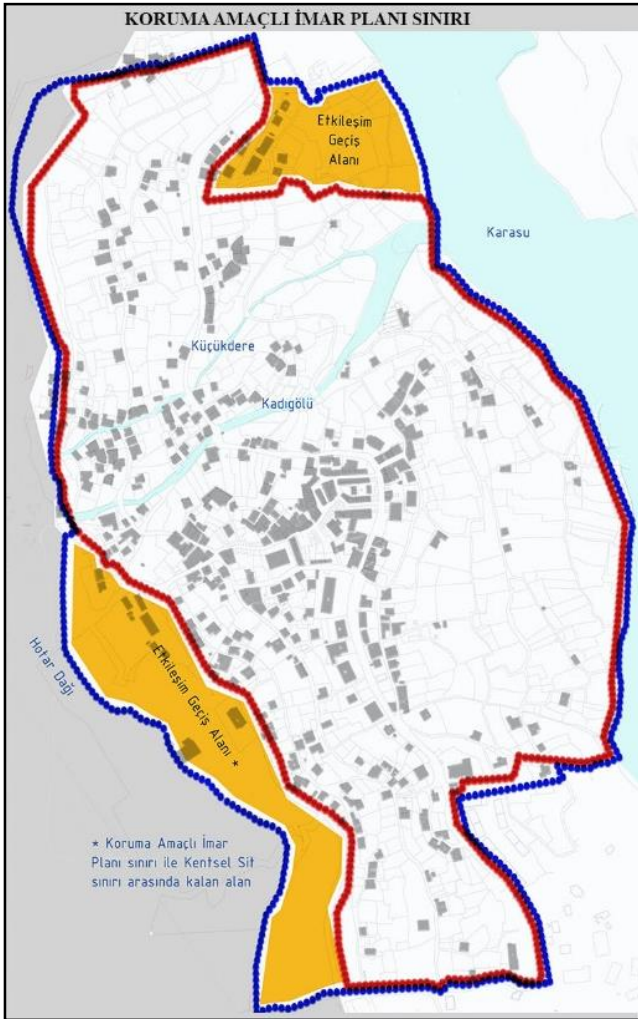 KORUMA AMAÇLI İMAR PLANI SINIRI
Etkileşim
Geçiş
Alanı
Karasu
Küçükdere
Kadıgölü
Hotar Dağı
Etkileşim Geçiş Alanı *
* Koruma Amaçlı İmar
Planı sınırı ile Kentsel Sit
sınırı arasında kalan alan